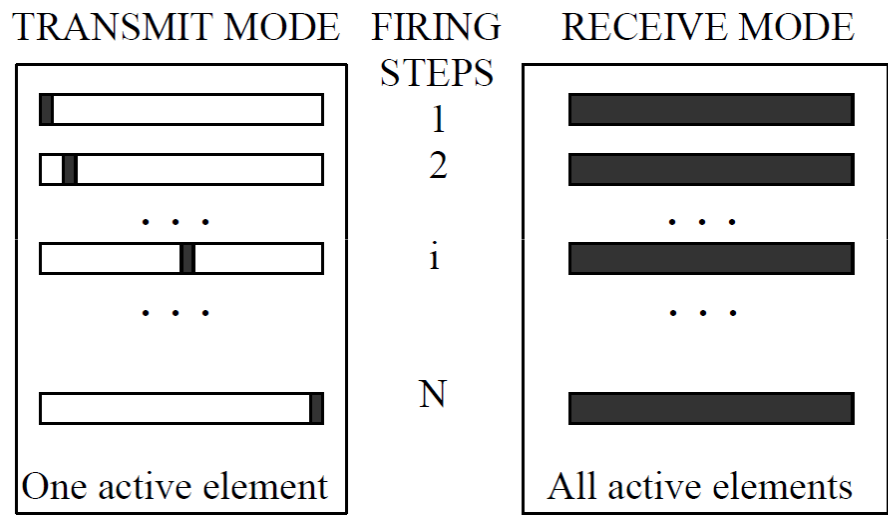 TRANSMIT MODE FIRING STEPS RECEIVE MODE
1
2
. . . . . .
i
. . . . . .
N
One active element All active elements